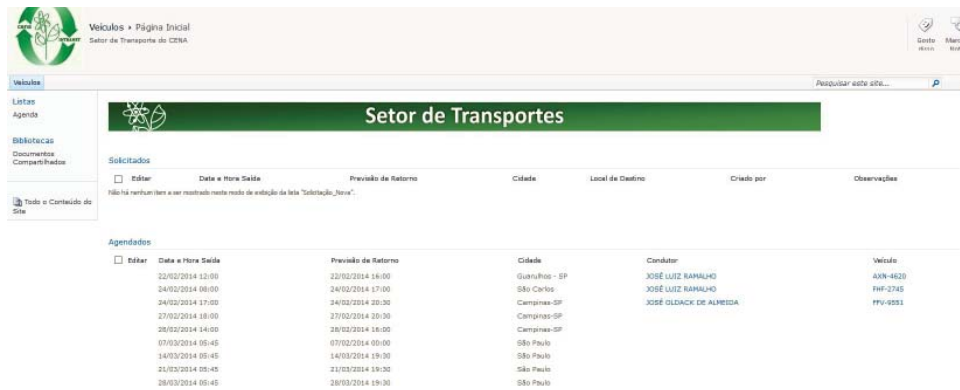 Veículos › Página Inicial
Setor de Transporte do CENA
Gosto disso
Veículos
Pesquisar este site...
Listas
Agenda
Bibliotecas
Documentos
Compartilhados
Todo o Conteúdo do
Site
Setor de Transportes
Solicitados
Editar Data e Hora Saída Previsão de Retorno Cidade Local de Destino Criado por Observações
Não há nenhum item a ser mostrado neste modo de exibição da lista "Solicitação_Nova".
Agendados
Editar Data e Hora Saída Previsão de Retorno Cidade Condutor Veículo
22/02/2014 12:00 22/02/2014 16:00 Guarulhos - SP JOSÉ LUIZ RAMALHO AXN-4620
24/02/2014 08:00 24/02/2014 17:00 São Carlos JOSÉ LUIZ RAMALHO FHF-2745
24/02/2014 17:00 24/02/2014 20:30 Campinas-SP JOSÉ OLDACK DE ALMEIDA
27/02/2014 18:00 27/02/2014 20:30 Campinas-SP
28/02/2014 14:00 28/02/2014 16:00 Campinas-SP
07/03/2014 05:45 07/02/2014 00:00 São Paulo
14/03/2014 05:45 14/03/2014 19:30 São Paulo
21/03/2014 05:45 21/03/2014 19:30 São Paulo
28/03/2014 05:45 28/03/2014 19:30 São Paulo